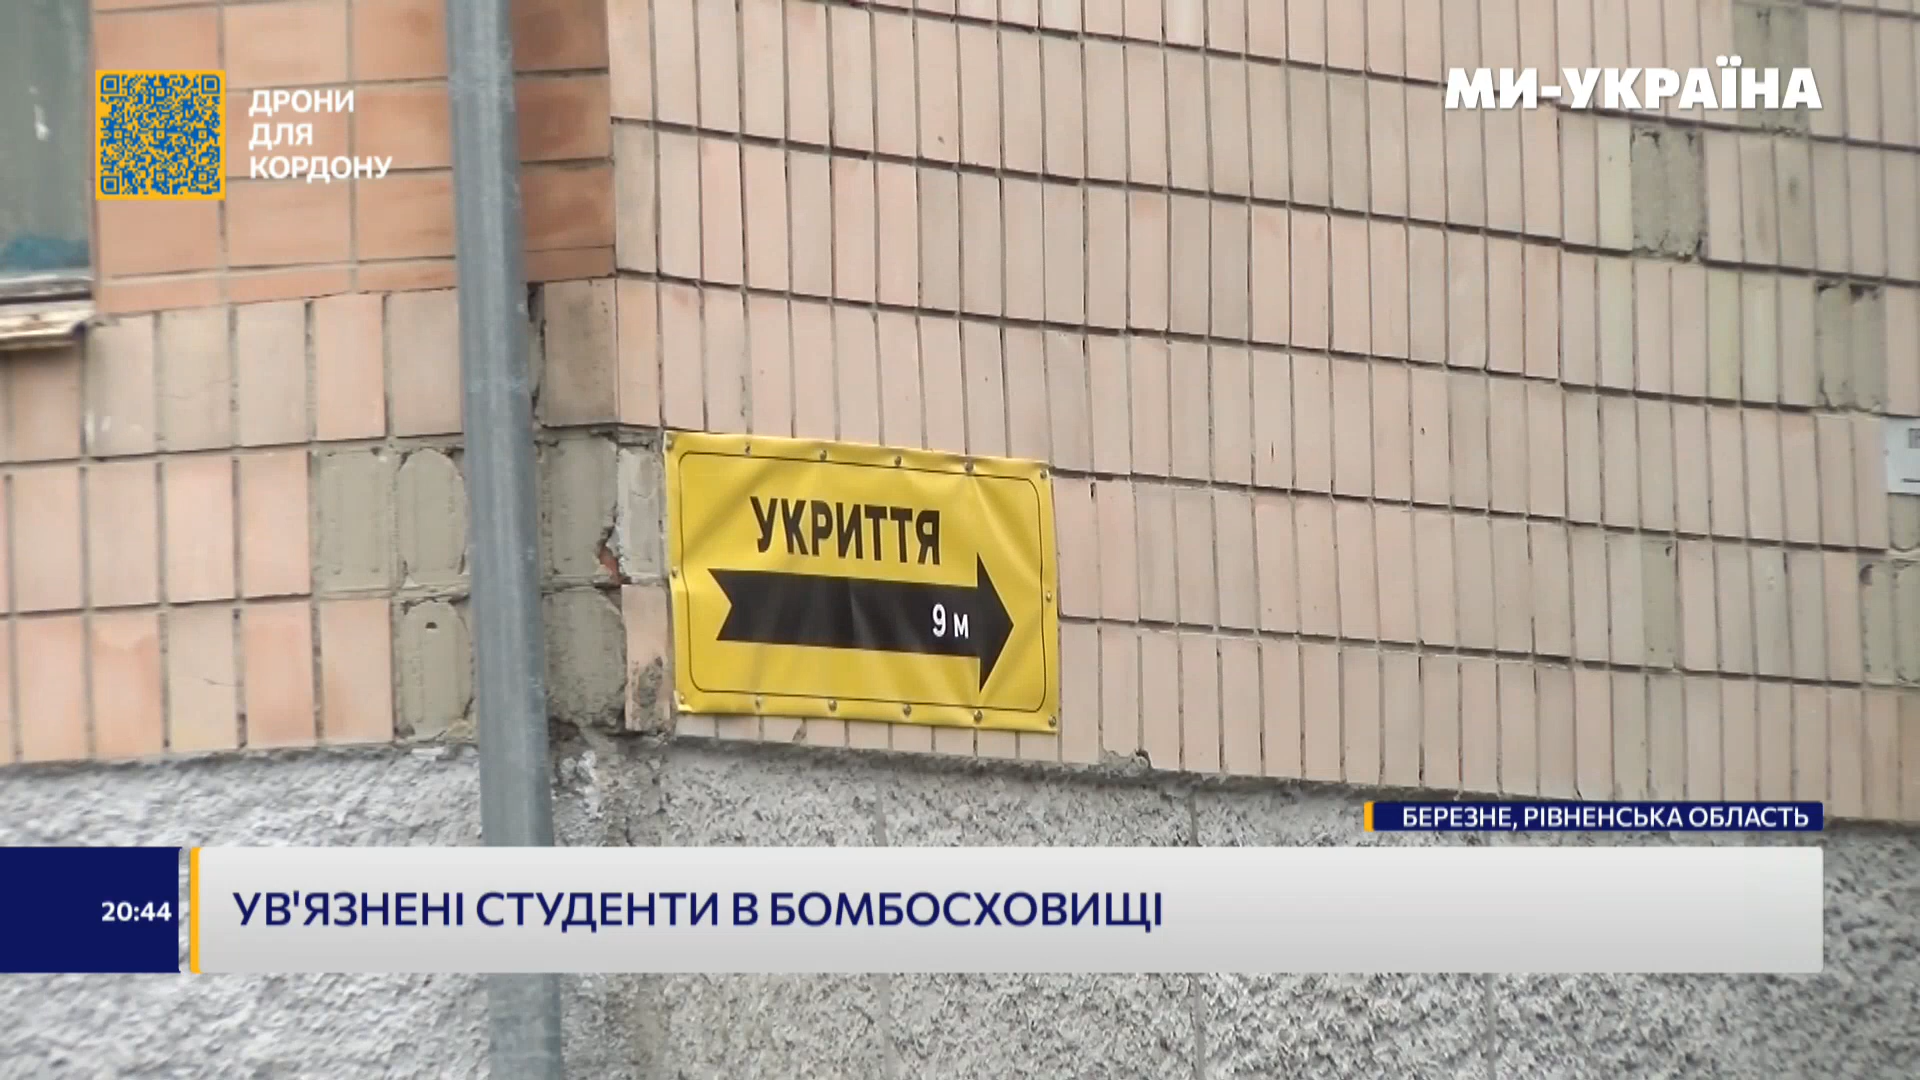 ДРОНИ
ДЛЯ
КОРДОНУ
МИ-УКРАЇНА
УКРИТТЯ
9 м
БЕРЕЗНЕ, РІВНЕНСЬКА ОБЛАСТЬ
20:44
УВ'ЯЗНЕНІ СТУДЕНТИ В БОМБОСХОВИЩІ